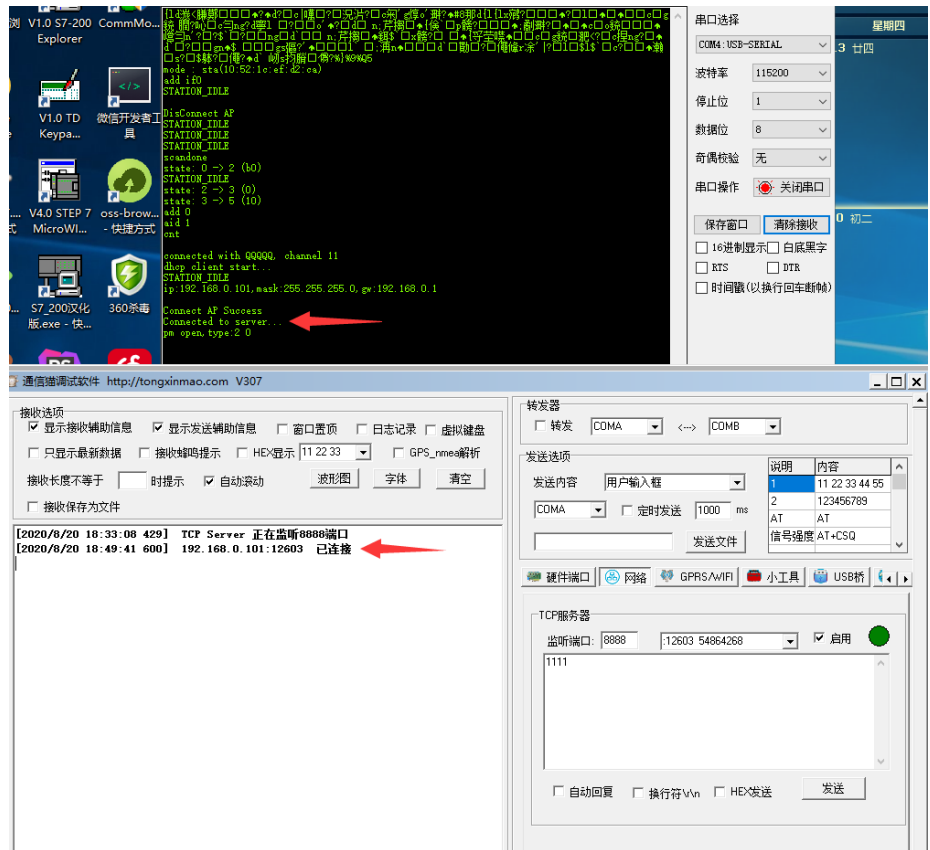 浏
V1.0 S7-200
Explorer
CommMo...
V1.0 TD
Keypa...
微信开发者工
具
V4.0 STEP 7
MicroWI...
oss-brow...
- 快捷方式
S7_200汉化
版.exe - 快...
360杀毒
mode : sta(10:52:1c:ef:d2:ca)
add if0
STATION_IDLE
DisConnect AP
STATION_IDLE
STATION_IDLE
STATION_IDLE
scandone
state: 0 -> 2 (b0)
STATION_IDLE
state: 2 -> 3 (0)
state: 3 -> 5 (10)
add 0
aid 1
cnt
connected with QQQQQ, channel 11
dhcp client start...
STATION_IDLE
ip:192.168.0.101,mask:255.255.255.0,gw:192.168.0.1
Connect AP Success
Connected to server...
pm open,type:2 0
串口选择
COM4:USB-SERIAL
波特率 115200
停止位 1
数据位 8
奇偶校验 无
串口操作 关闭串口
保存窗口 清除接收
16进制显示 白底黑字
RTS DTR
时间戳(以换行回车断帧)
星期四
3 廿四
0 初二
通信猫调试软件 http://tongxinmao.com V307
接收选项
显示接收辅助信息 显示发送辅助信息 窗口置顶 日志记录 虚拟键盘
只显示最新数据 接收蜂鸣提示 HEX显示 11 22 33 GPS_nmea解析
接收长度不等于 时提示 自动滚动 波形图 字体 清空
接收保存为文件
[2020/8/20 18:33:08 429] TCP Server 正在监听8888端口
[2020/8/20 18:49:41 600] 192.168.0.101:12603 已连接
转发器
转发 COMA <--> COMB
发送选项
发送内容 用户输入框
COMA 定时发送 1000 ms
发送文件
说明 内容
1 11 22 33 44 55
2 123456789
AT AT
信号强度 AT+CSQ
硬件端口 网络 GPRS/WIFI 小工具 USB桥
TCP服务器
监听端口: 8888 :12603 54864268 启用
1111
自动回复 换行符\r\n HEX发送 发送